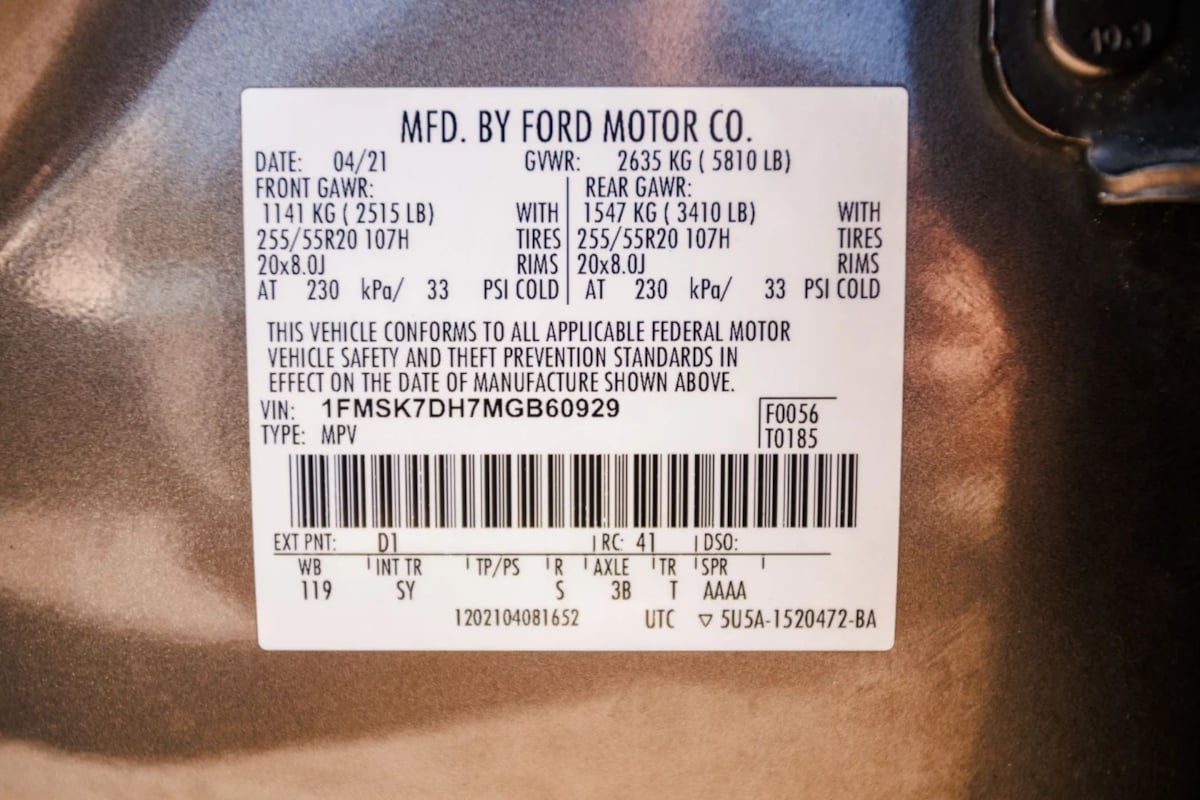 10.9
MFD. BY FORD MOTOR CO.
DATE: 04/21 GVWR: 2635 KG ( 5810 LB)
FRONT GAWR: REAR GAWR:
1141 KG ( 2515 LB) WITH 1547 KG ( 3410 LB) WITH
255/55R20 107H TIRES 255/55R20 107H TIRES
20x8.0J RIMS 20x8.0J RIMS
AT 230 kPa/ 33 PSI COLD AT 230 kPa/ 33 PSI COLD
THIS VEHICLE CONFORMS TO ALL APPLICABLE FEDERAL MOTOR
VEHICLE SAFETY AND THEFT PREVENTION STANDARDS IN
EFFECT ON THE DATE OF MANUFACTURE SHOWN ABOVE.
VIN: 1FMSK7DH7MGB60929 F0056
TYPE: MPV T0185
EXT PNT: D1 RC: 41 DSO:
WB INT TR TP/PS R AXLE TR SPR
119 SY S 3B T AAAA
1202104081652 UTC ▽ 5U5A-1520472-BA